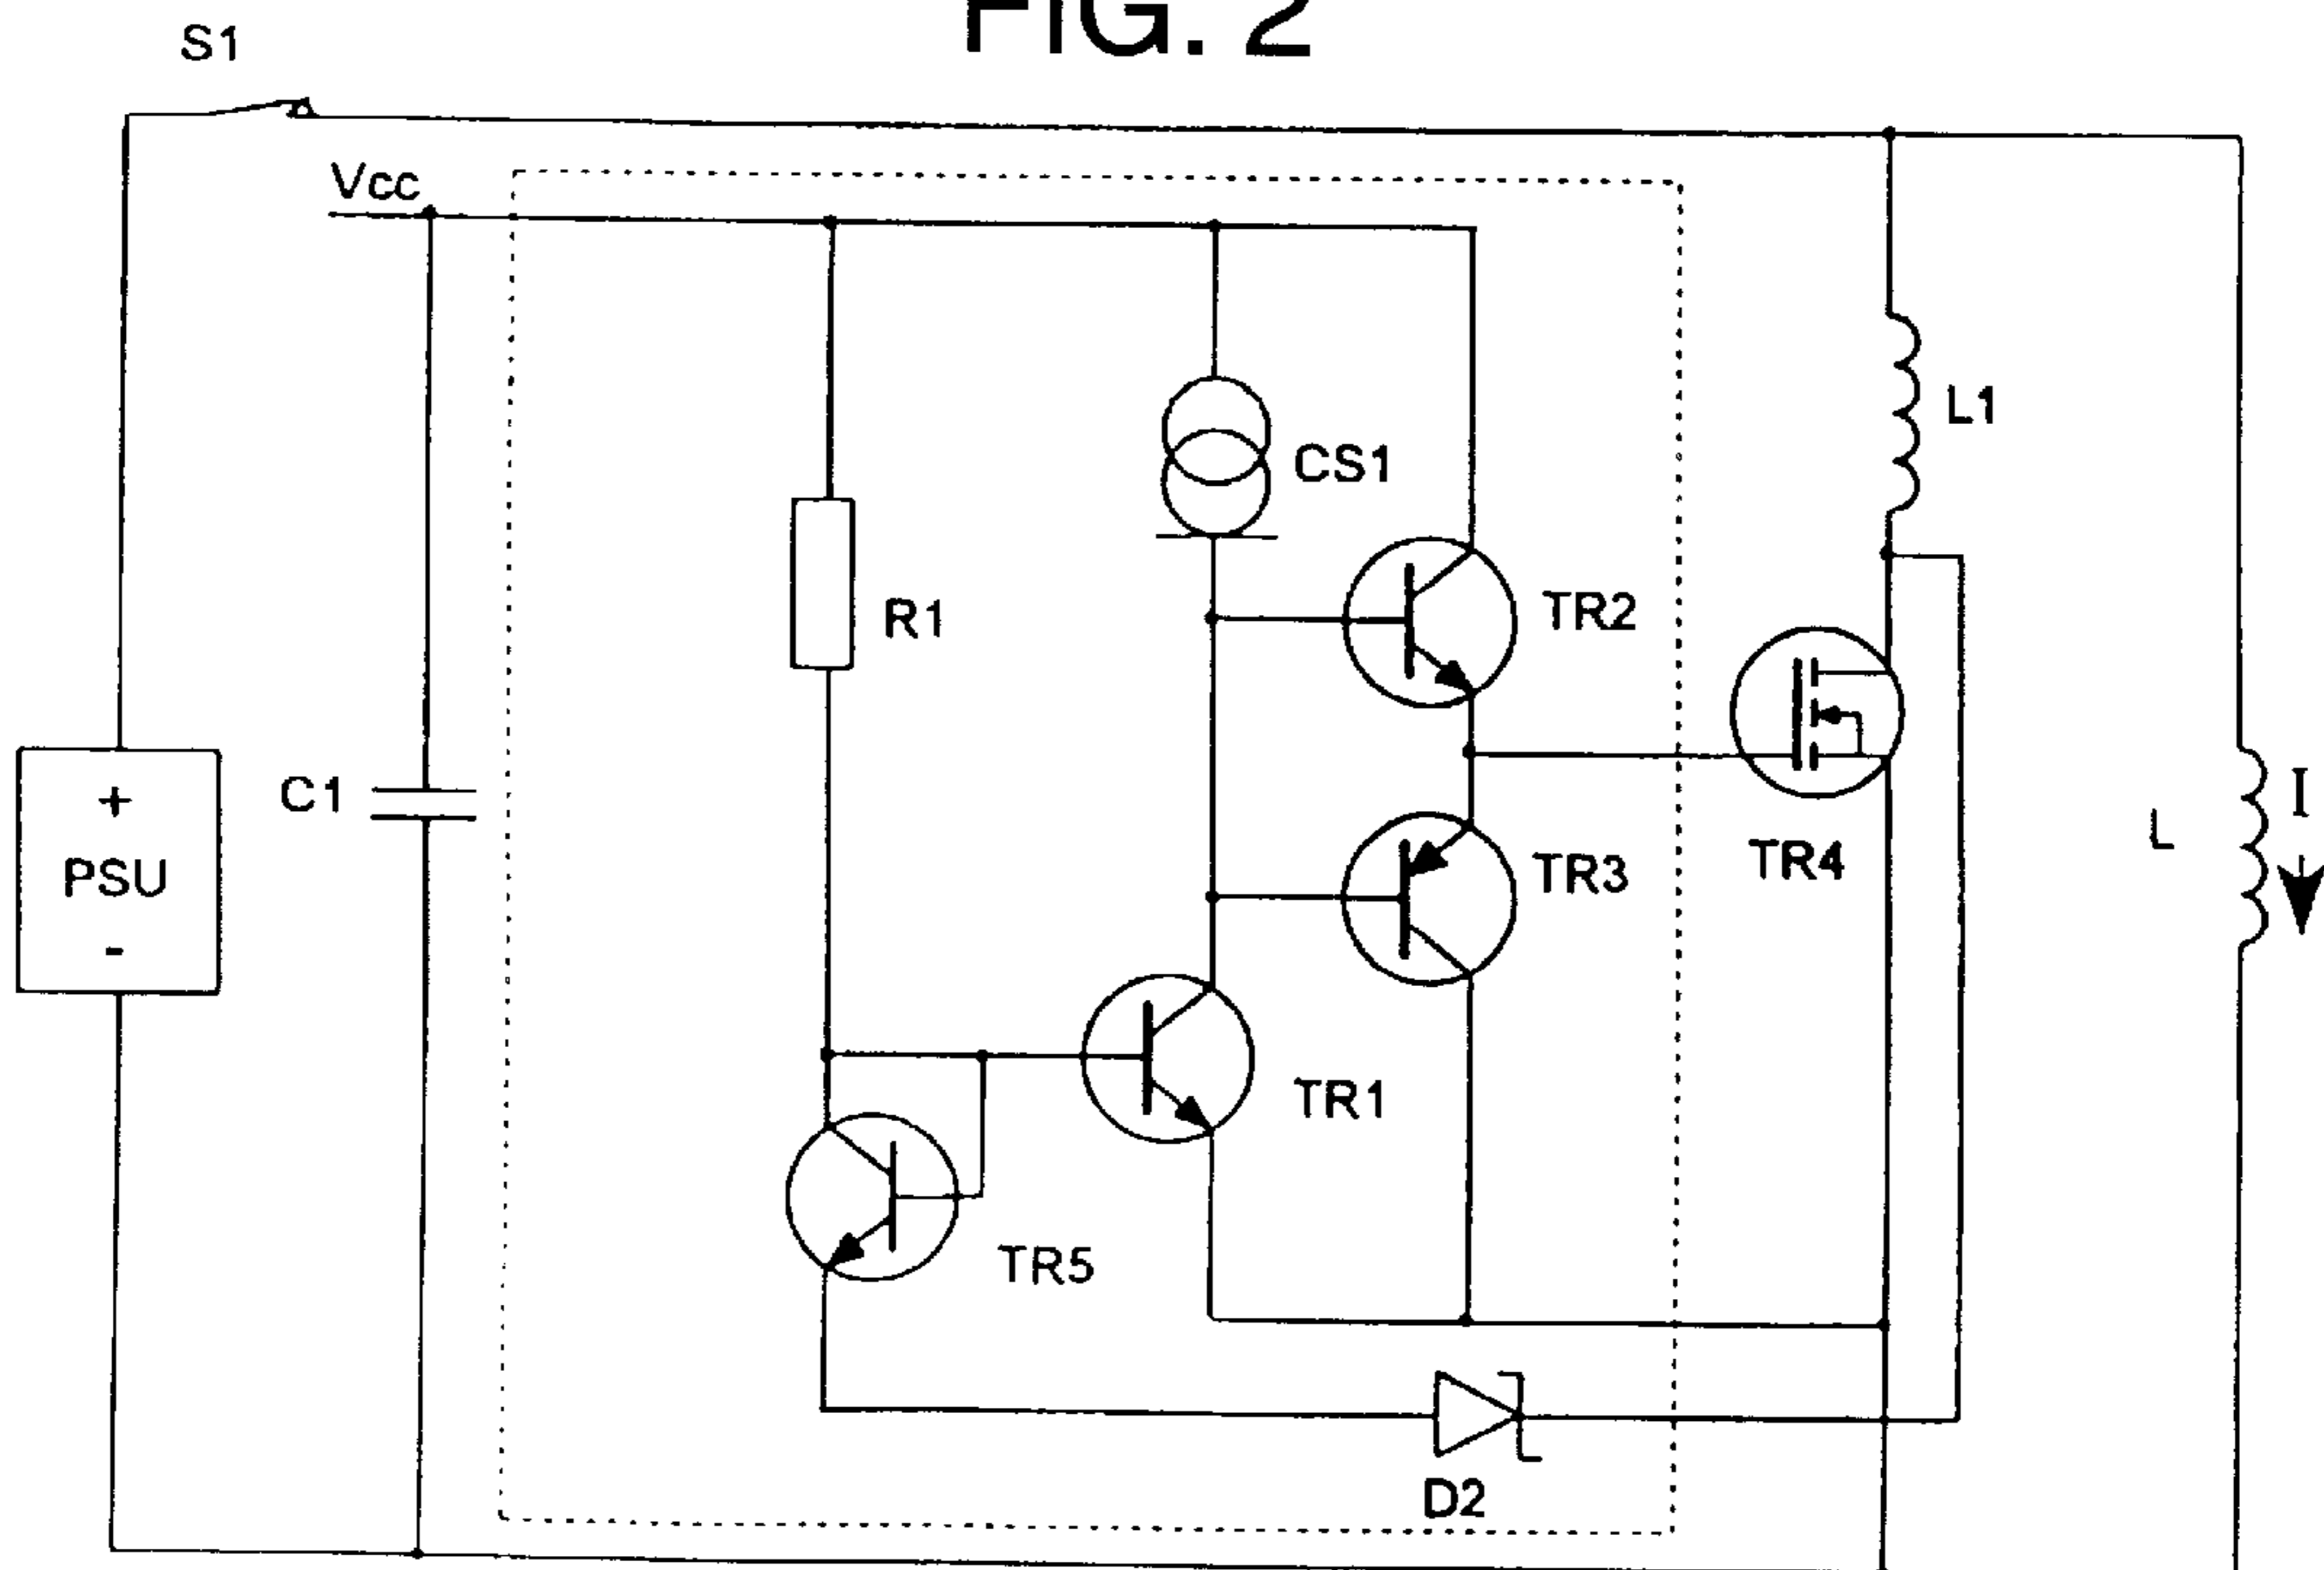 FIG. 2
S1
Vcc
L1
CS1
R1
TR2
+
PSU
-
C1
I
L
TR3
TR4
TR1
TR5
D2